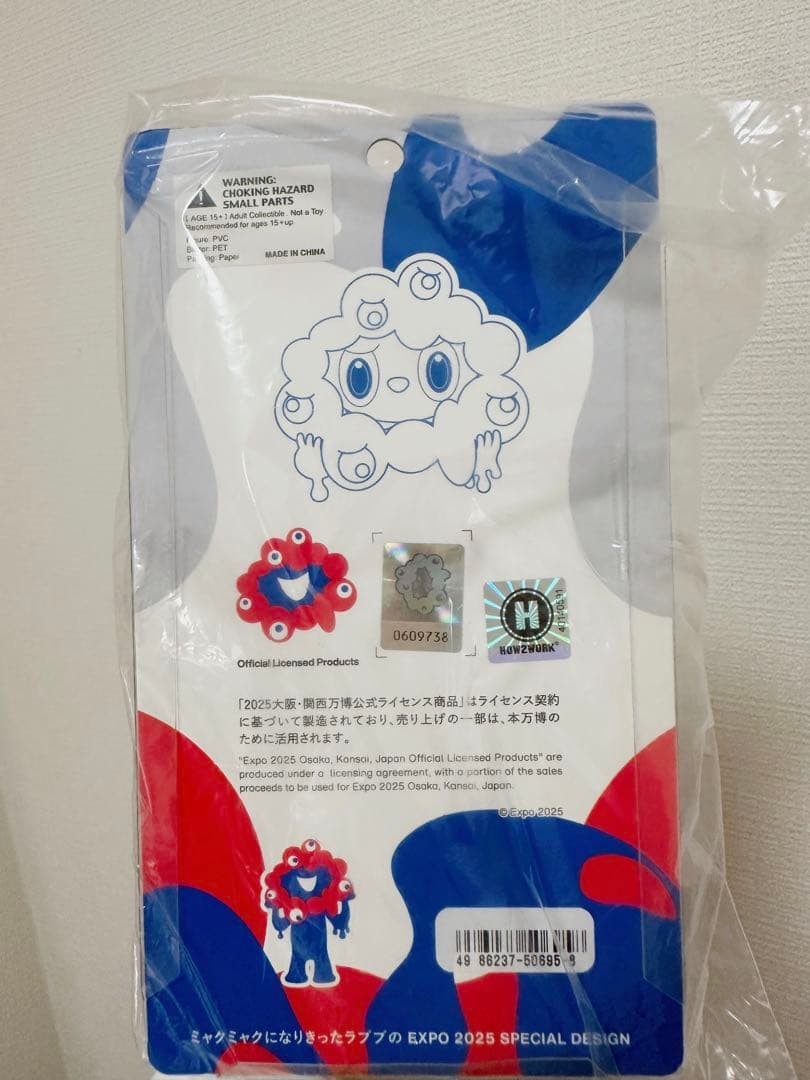 WARNING:
CHOKING HAZARD
SMALL PARTS
AGE 15+ Adult Collectible. Not a Toy
Recommended for ages 15+up
Figure: PVC
Blister: PET
Packing: Paper MADE IN CHINA
Official Licensed Products
0609738
H
HOW2WORK®
「2025大阪・関西万博公式ライセンス商品」はライセンス契約
に基づいて製造されており、売り上げの一部は、本万博の
ために活用されます。
"Expo 2025 Osaka, Kansai, Japan Official Licensed Products" are
produced under a licensing agreement, with a portion of the sales
proceeds to be used for Expo 2025 Osaka, Kansai, Japan.
©Expo 2025
49 86237-50695-8
ミャクミャクになりきったラブブの EXPO 2025 SPECIAL DESIGN